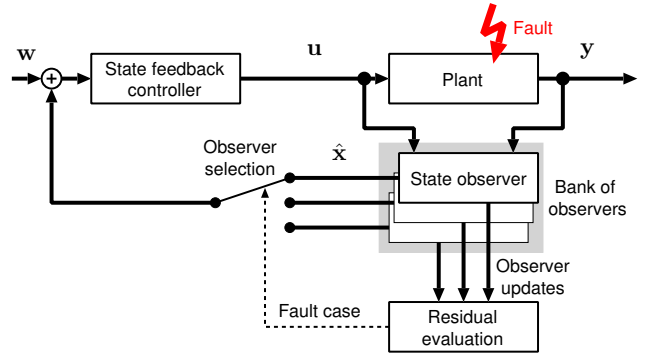 Fault
w
u
y
+
State feedback
controller
Plant
Observer
selection
x̂
State observer
Bank of
observers
Observer
updates
Fault case
Residual
evaluation